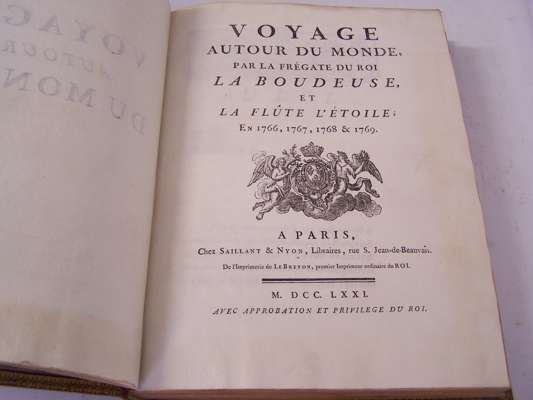 VOYAGE
AUTOUR DU MONDE,
PAR LA FRÉGATE DU ROI
LA BOUDEUSE,
ET
LA FLÛTE L'ÉTOILE;
EN 1766, 1767, 1768 & 1769.
A PARIS,
Chez SAILLANT & NYON, Libraires, rue S. Jean-de-Beauvais.
De l'Imprimerie de LE BRETON, premier Imprimeur ordinaire du ROI.
M. DCC. LXXI.
AVEC APPROBATION ET PRIVILEGE DU ROI.